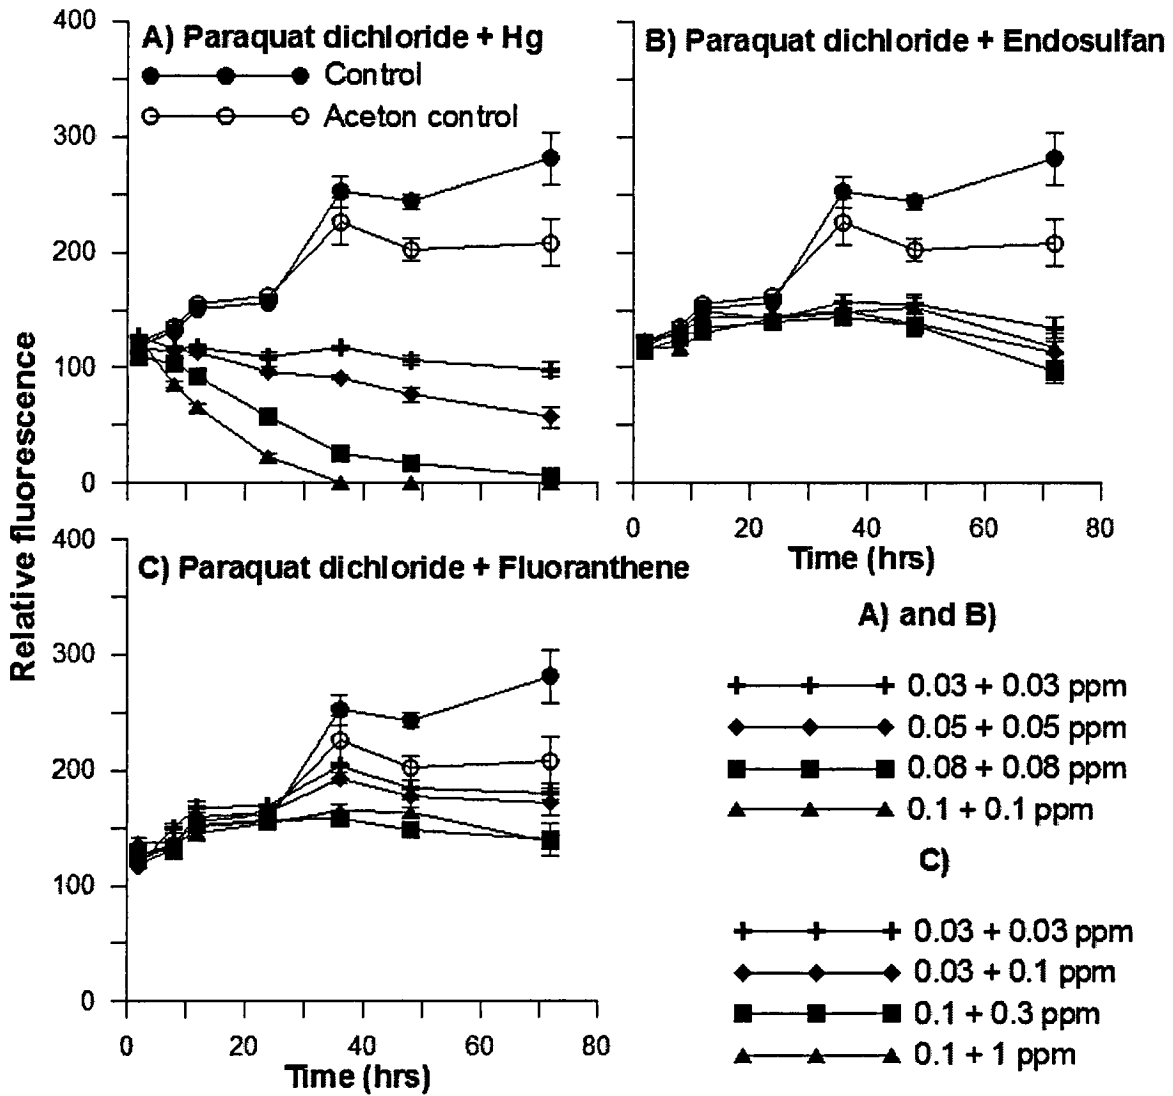 Relative fluorescence
A) Paraquat dichloride + Hg
Control
Aceton control
400
300
200
100
0
B) Paraquat dichloride + Endosulfan
0 20 40 60 80
Time (hrs)
C) Paraquat dichloride + Fluoranthene
400
300
200
100
0
0 20 40 60 80
Time (hrs)
A) and B)
0.03 + 0.03 ppm
0.05 + 0.05 ppm
0.08 + 0.08 ppm
0.1 + 0.1 ppm
C)
0.03 + 0.03 ppm
0.03 + 0.1 ppm
0.1 + 0.3 ppm
0.1 + 1 ppm